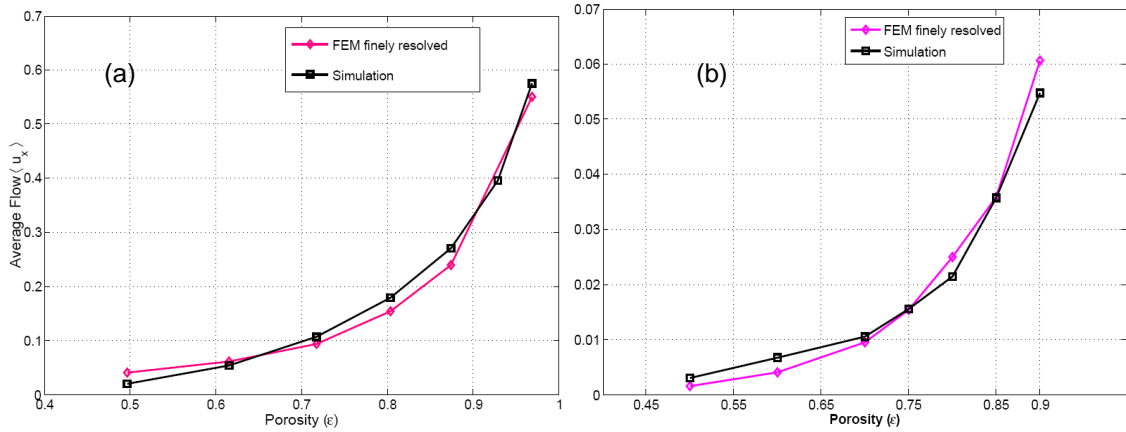 0.7
0.6
0.5
0.4
0.3
0.2
0.1
0
Average Flow ⟨ u_x ⟩
(a)
FEM finely resolved
Simulation
0.4 0.5 0.6 0.7 0.8 0.9 1
Porosity (ε)
0.07
0.06
0.05
0.04
0.03
0.02
0.01
0
(b)
FEM finely resolved
Simulation
0.45 0.55 0.65 0.75 0.85 0.9
Porosity (ε)